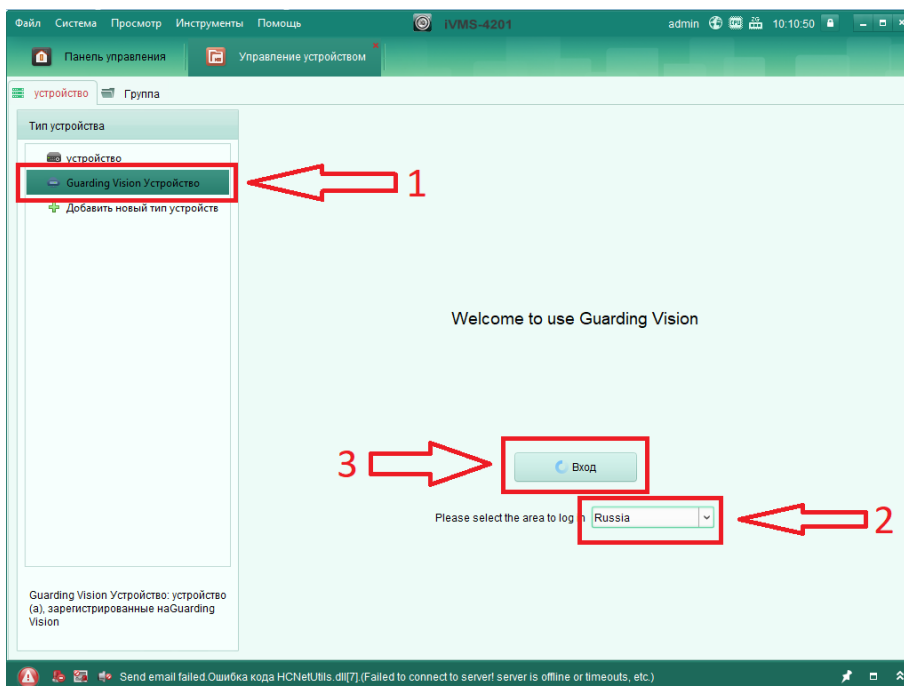 Файл Система Просмотр Инструменты Помощь iVMS-4201 admin 10:10:50
Панель управления Управление устройством
устройство Группа
Тип устройства
устройство
Guarding Vision Устройство
1
Добавить новый тип устройств
Welcome to use Guarding Vision
3
Вход
Please select the area to log in Russia
2
Guarding Vision Устройство: устройство
(а), зарегистрированные наGuarding
Vision
Send email failed.Ошибка кода HCNetUtils.dll[7].(Failed to connect to server! server is offline or timeouts, etc.)